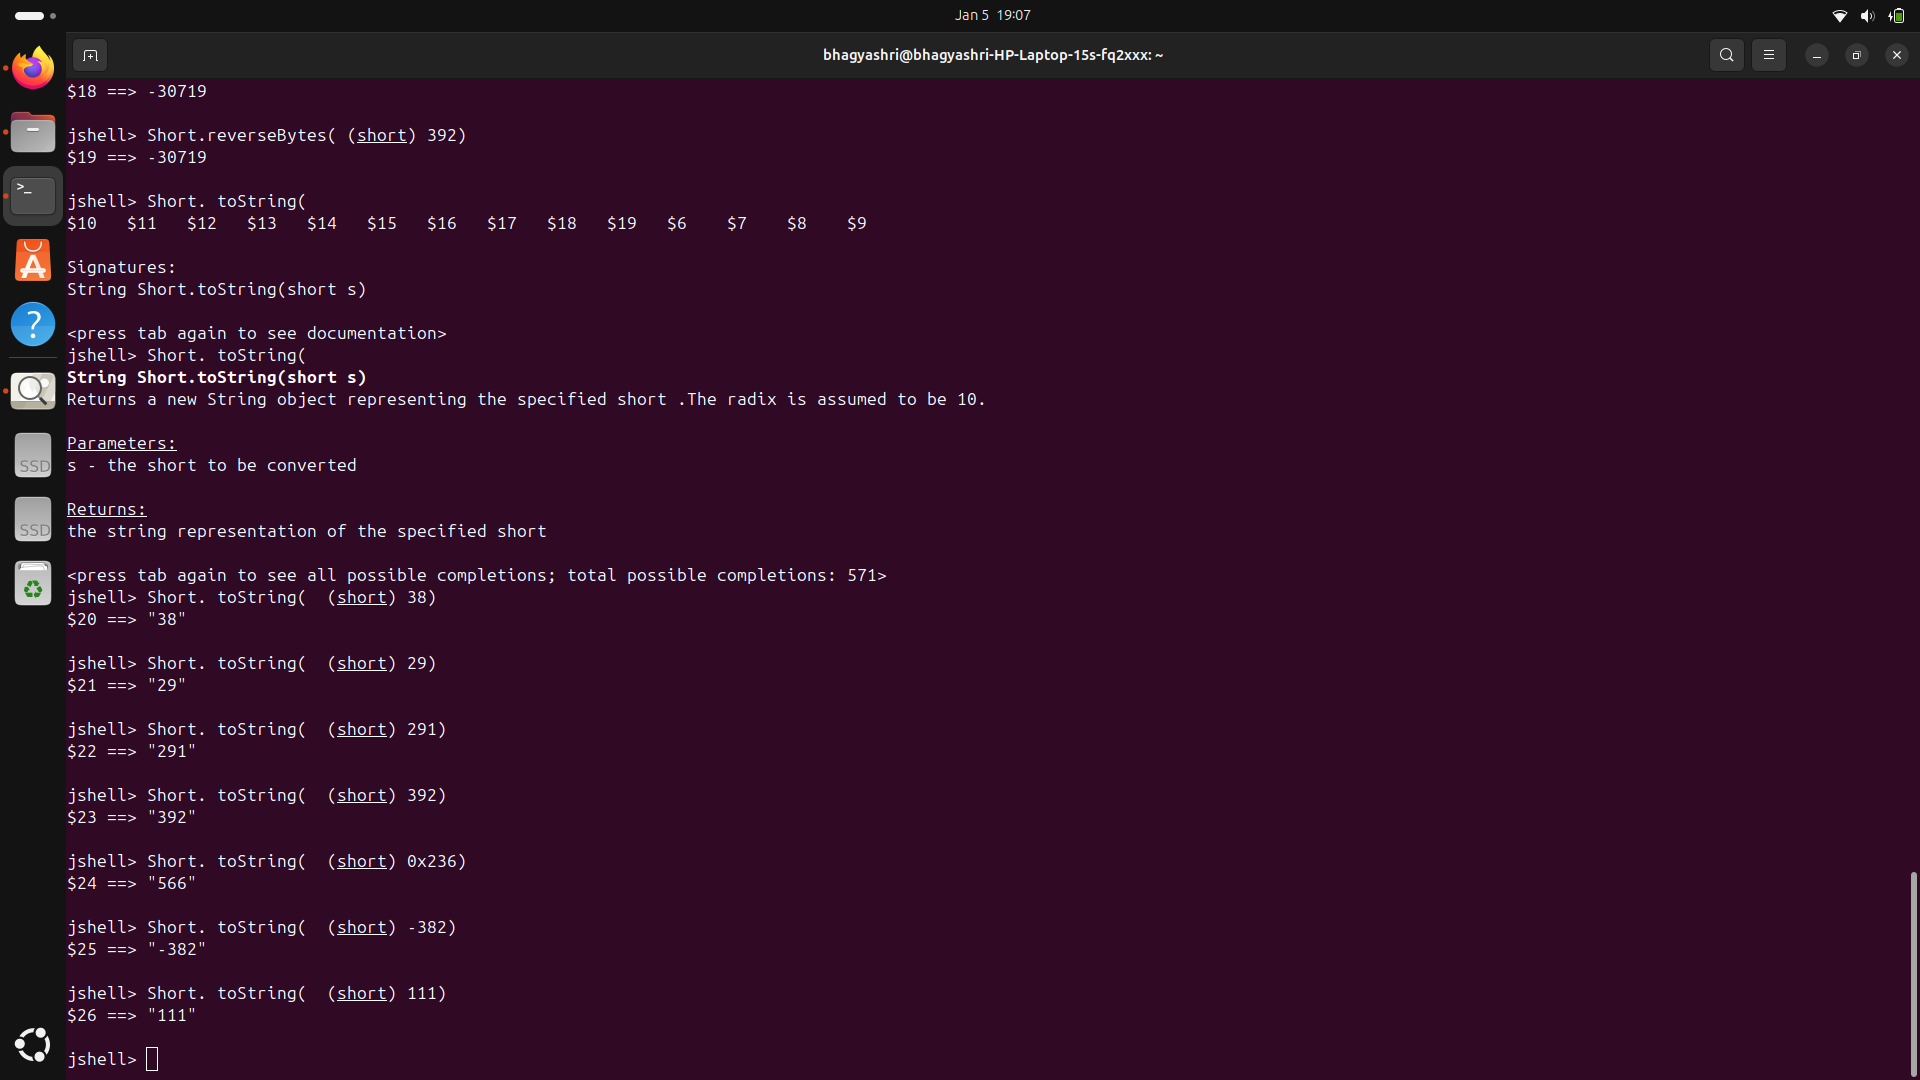 Jan 5 19:07
bhagyashri@bhagyashri-HP-Laptop-15s-fq2xxx: ~
$18 ==> -30719
jshell> Short.reverseBytes( (short) 392)
$19 ==> -30719
jshell> Short. toString(
$10 $11 $12 $13 $14 $15 $16 $17 $18 $19 $6 $7 $8 $9
Signatures:
String Short.toString(short s)
<press tab again to see documentation>
jshell> Short. toString(
String Short.toString(short s)
Returns a new String object representing the specified short .The radix is assumed to be 10.
Parameters:
s - the short to be converted
Returns:
the string representation of the specified short
<press tab again to see all possible completions; total possible completions: 571>
jshell> Short. toString(  (short) 38)
$20 ==> "38"
jshell> Short. toString(  (short) 29)
$21 ==> "29"
jshell> Short. toString(  (short) 291)
$22 ==> "291"
jshell> Short. toString(  (short) 392)
$23 ==> "392"
jshell> Short. toString(  (short) 0x236)
$24 ==> "566"
jshell> Short. toString(  (short) -382)
$25 ==> "-382"
jshell> Short. toString(  (short) 111)
$26 ==> "111"
jshell>
>_
?
SSD
SSD